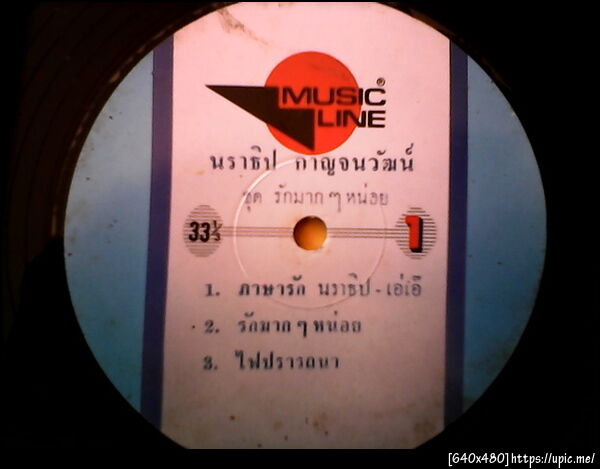 MUSIC®
LINE
นราธิป กาญจนวัฒน์
ชุด รักมาก ๆ หน่อย
33⅓
1
1. ภาษารัก นราธิป - เอ๋เอ๊
2. รักมาก ๆ หน่อย
3. ไฟปรารถนา
[640x480]https://upic.me/